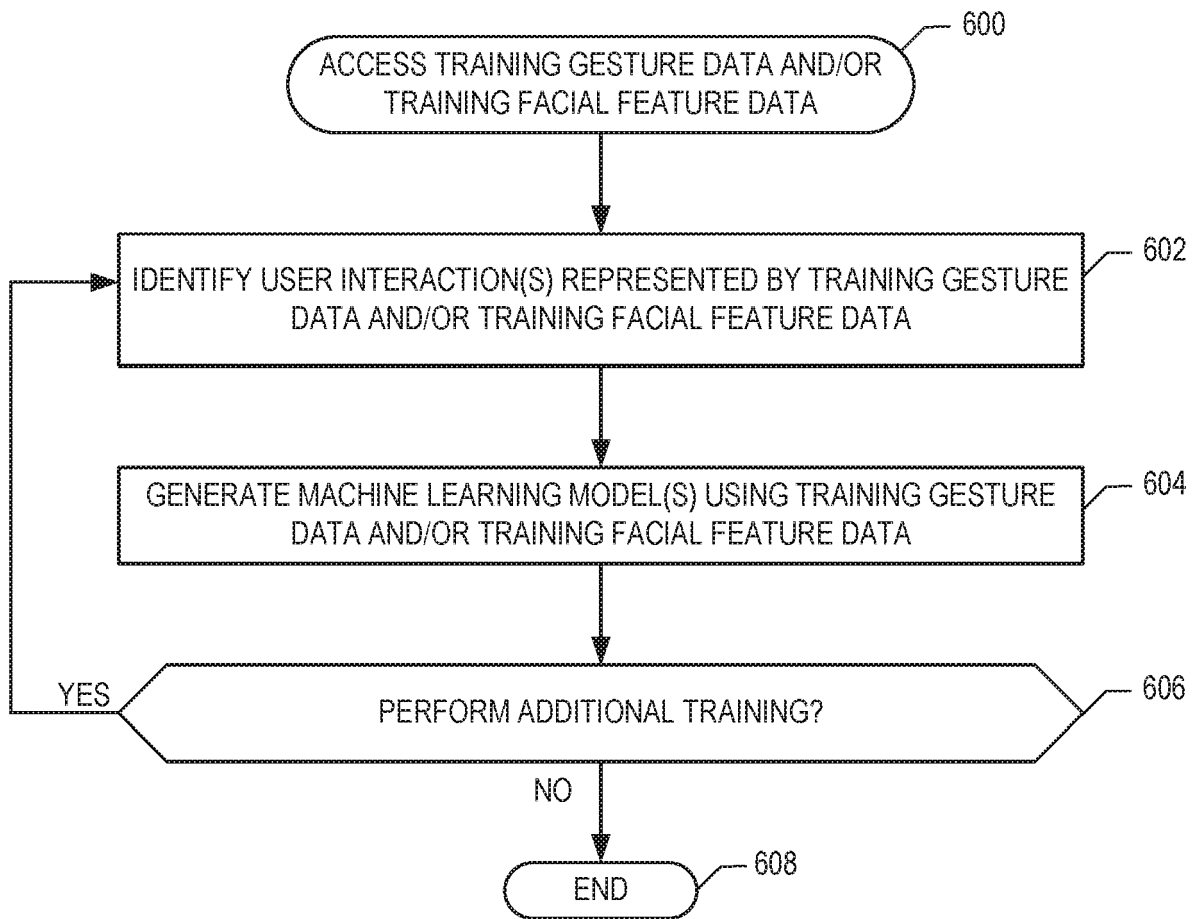 600
ACCESS TRAINING GESTURE DATA AND/OR
TRAINING FACIAL FEATURE DATA
602
IDENTIFY USER INTERACTION(S) REPRESENTED BY TRAINING GESTURE
DATA AND/OR TRAINING FACIAL FEATURE DATA
604
GENERATE MACHINE LEARNING MODEL(S) USING TRAINING GESTURE
DATA AND/OR TRAINING FACIAL FEATURE DATA
606
YES
PERFORM ADDITIONAL TRAINING?
NO
608
END